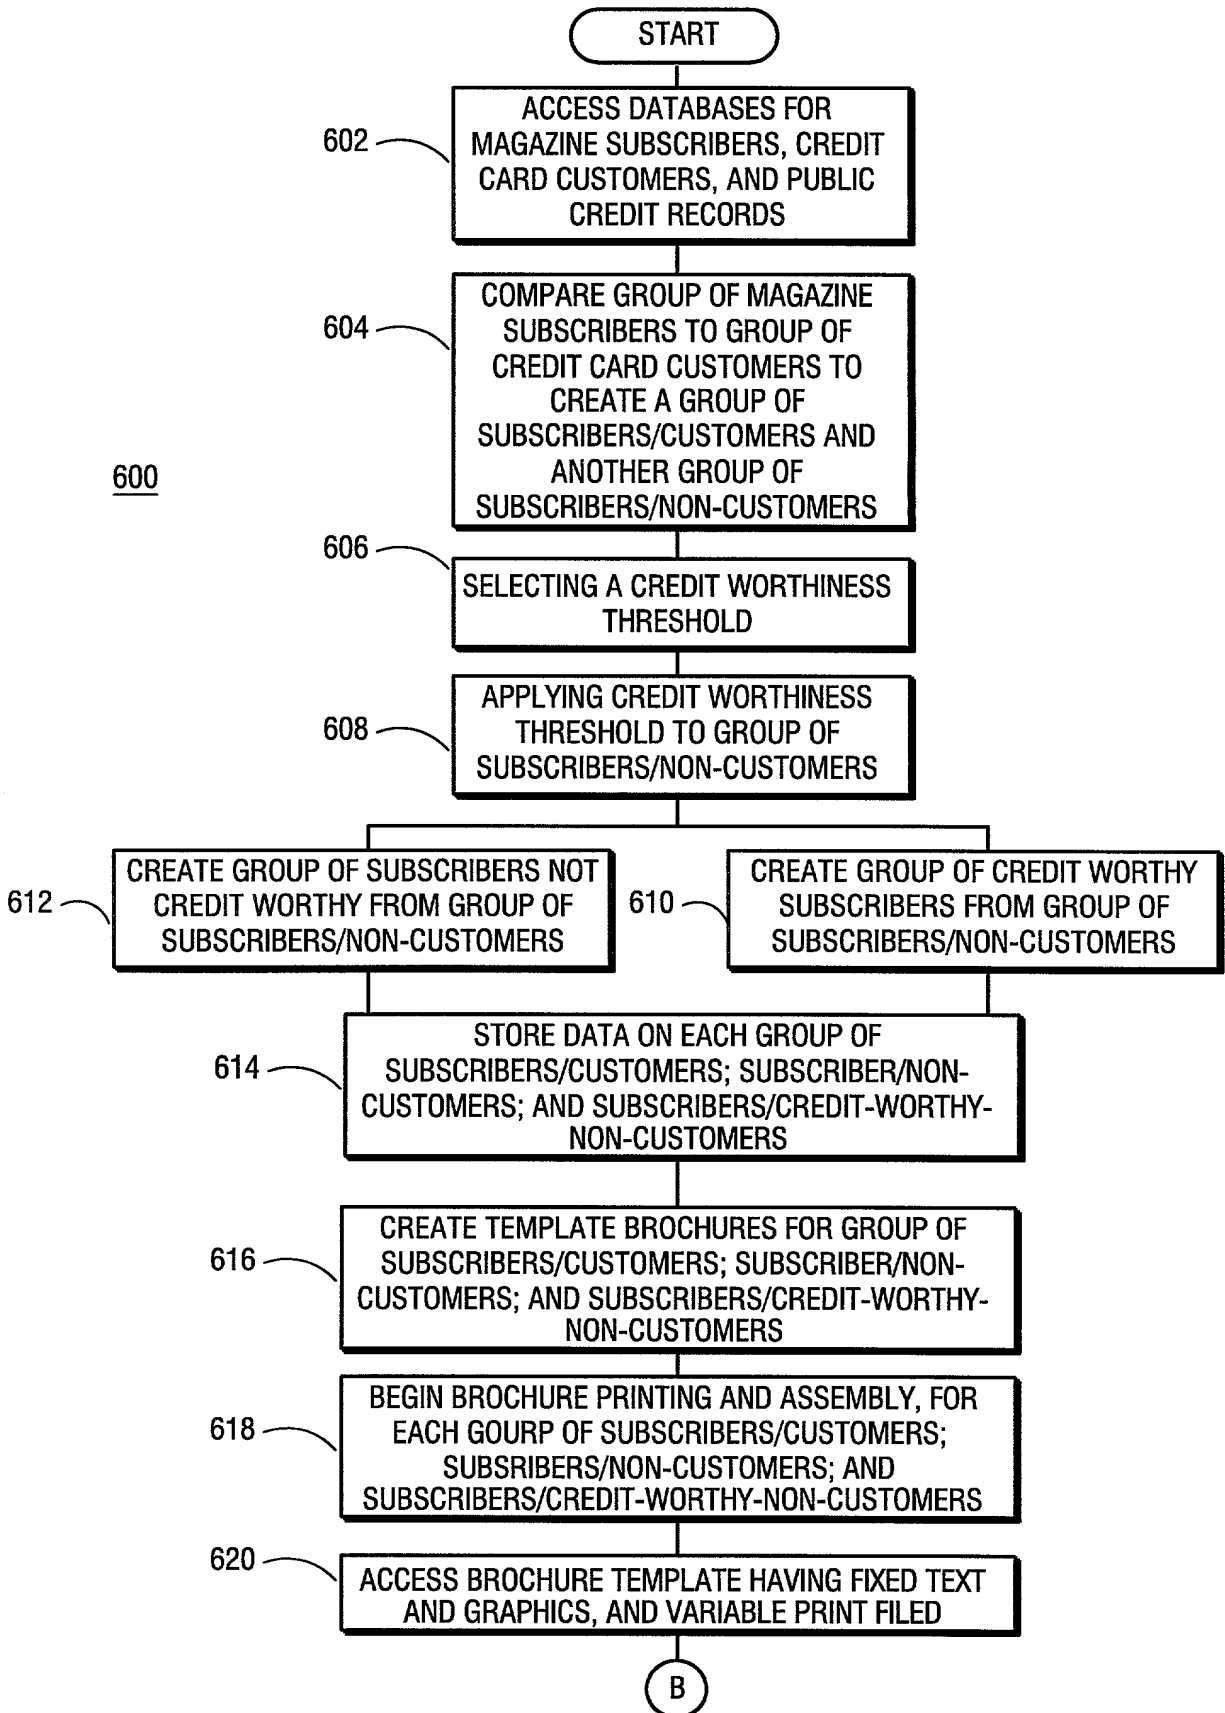 START
602
ACCESS DATABASES FOR
MAGAZINE SUBSCRIBERS, CREDIT
CARD CUSTOMERS, AND PUBLIC
CREDIT RECORDS
604
COMPARE GROUP OF MAGAZINE
SUBSCRIBERS TO GROUP OF
CREDIT CARD CUSTOMERS TO
CREATE A GROUP OF
SUBSCRIBERS/CUSTOMERS AND
ANOTHER GROUP OF
SUBSCRIBERS/NON-CUSTOMERS
600
606
SELECTING A CREDIT WORTHINESS
THRESHOLD
608
APPLYING CREDIT WORTHINESS
THRESHOLD TO GROUP OF
SUBSCRIBERS/NON-CUSTOMERS
612
CREATE GROUP OF SUBSCRIBERS NOT
CREDIT WORTHY FROM GROUP OF
SUBSCRIBERS/NON-CUSTOMERS
610
CREATE GROUP OF CREDIT WORTHY
SUBSCRIBERS FROM GROUP OF
SUBSCRIBERS/NON-CUSTOMERS
614
STORE DATA ON EACH GROUP OF
SUBSCRIBERS/CUSTOMERS; SUBSCRIBER/NON-
CUSTOMERS; AND SUBSCRIBERS/CREDIT-WORTHY-
NON-CUSTOMERS
616
CREATE TEMPLATE BROCHURES FOR GROUP OF
SUBSCRIBERS/CUSTOMERS; SUBSCRIBER/NON-
CUSTOMERS; AND SUBSCRIBERS/CREDIT-WORTHY-
NON-CUSTOMERS
618
BEGIN BROCHURE PRINTING AND ASSEMBLY, FOR
EACH GOURP OF SUBSCRIBERS/CUSTOMERS;
SUBSRIBERS/NON-CUSTOMERS; AND
SUBSCRIBERS/CREDIT-WORTHY-NON-CUSTOMERS
620
ACCESS BROCHURE TEMPLATE HAVING FIXED TEXT
AND GRAPHICS, AND VARIABLE PRINT FILED
B